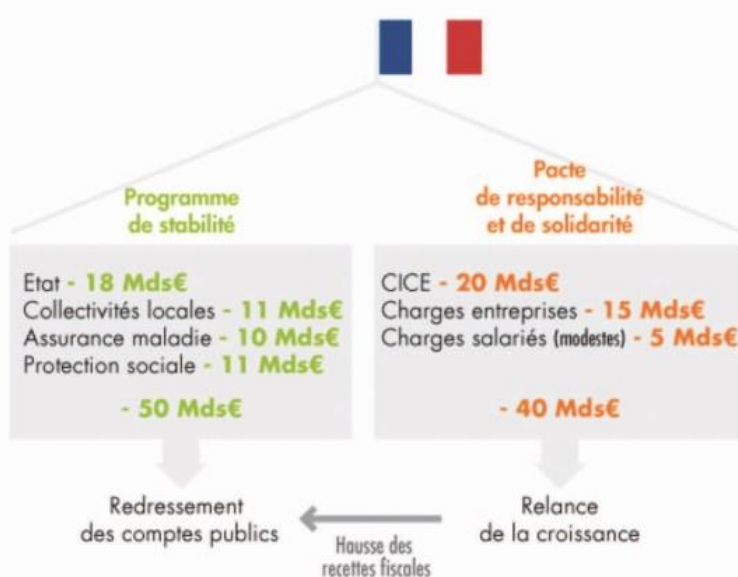 Programme
de stabilité
Etat - 18 Mds€
Collectivités locales - 11 Mds€
Assurance maladie - 10 Mds€
Protection sociale - 11 Mds€
- 50 Mds€
Redressement
des comptes publics
Pacte
de responsabilité
et de solidarité
CICE - 20 Mds€
Charges entreprises - 15 Mds€
Charges salariés (modestes) - 5 Mds€
- 40 Mds€
Relance
de la croissance
Hausse des
recettes fiscales